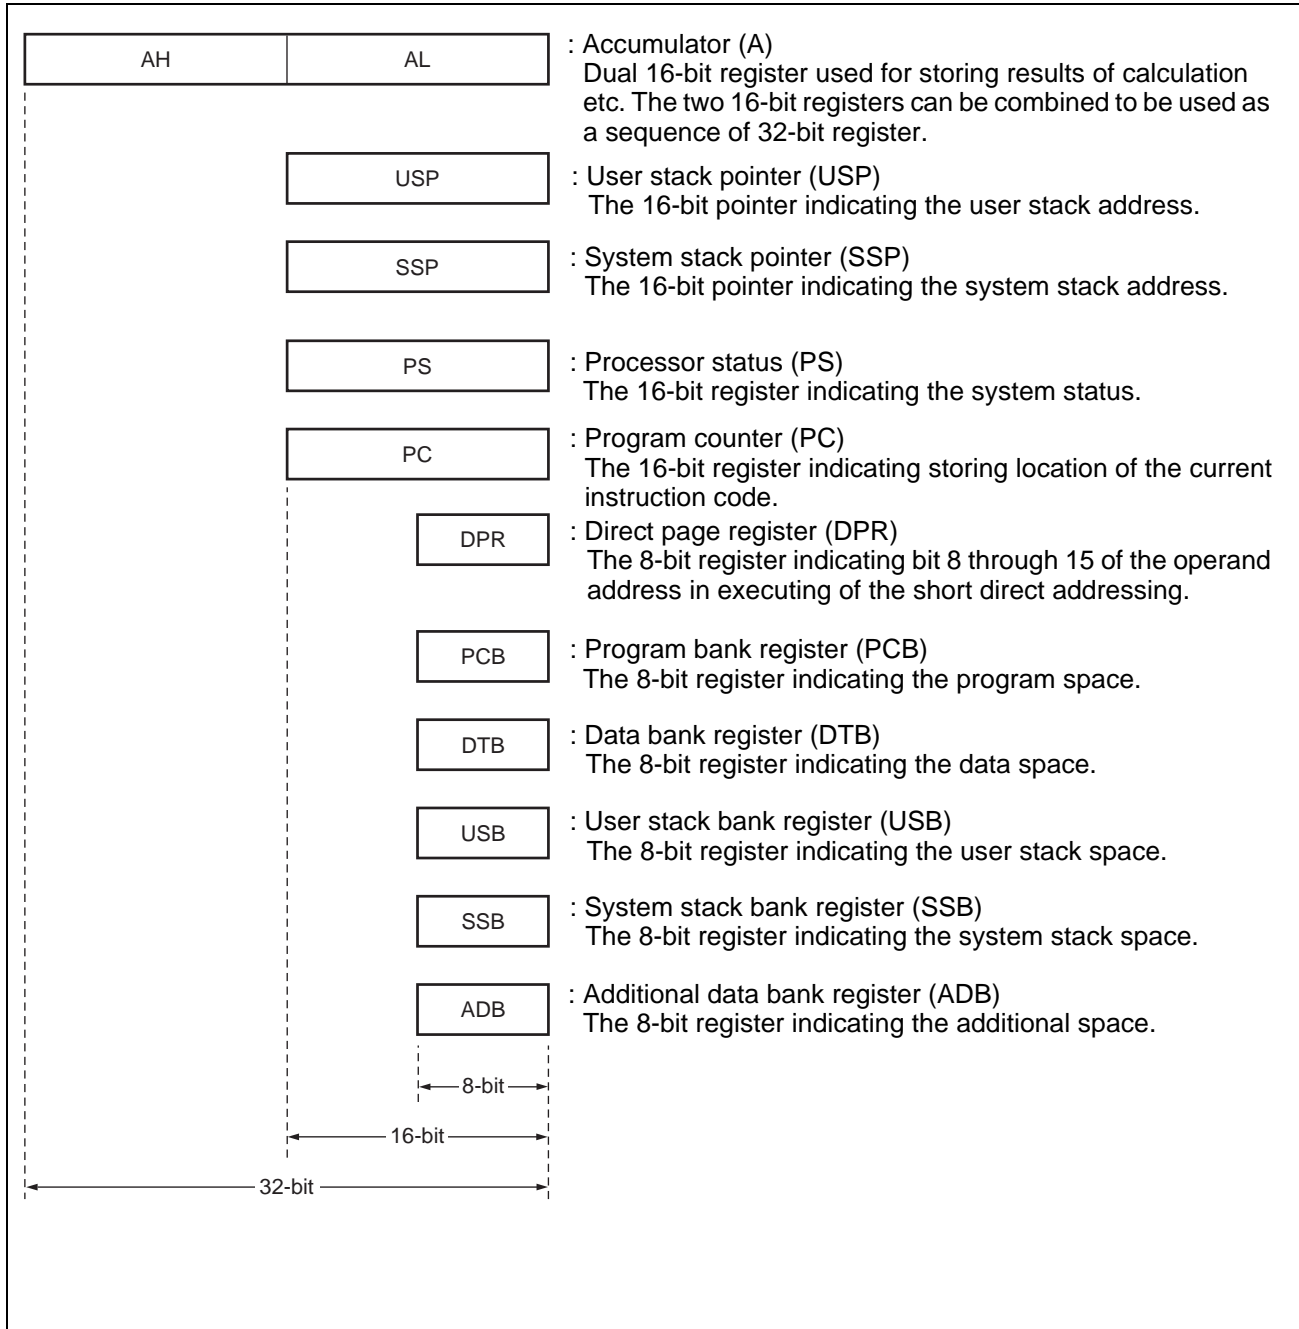 AH
AL
: Accumulator (A)
Dual 16-bit register used for storing results of calculation
etc. The two 16-bit registers can be combined to be used as
a sequence of 32-bit register.
USP
: User stack pointer (USP)
The 16-bit pointer indicating the user stack address.
SSP
: System stack pointer (SSP)
The 16-bit pointer indicating the system stack address.
PS
: Processor status (PS)
The 16-bit register indicating the system status.
PC
: Program counter (PC)
The 16-bit register indicating storing location of the current
instruction code.
DPR
: Direct page register (DPR)
The 8-bit register indicating bit 8 through 15 of the operand
address in executing of the short direct addressing.
PCB
: Program bank register (PCB)
The 8-bit register indicating the program space.
DTB
: Data bank register (DTB)
The 8-bit register indicating the data space.
USB
: User stack bank register (USB)
The 8-bit register indicating the user stack space.
SSB
: System stack bank register (SSB)
The 8-bit register indicating the system stack space.
ADB
: Additional data bank register (ADB)
The 8-bit register indicating the additional space.
8-bit
16-bit
32-bit